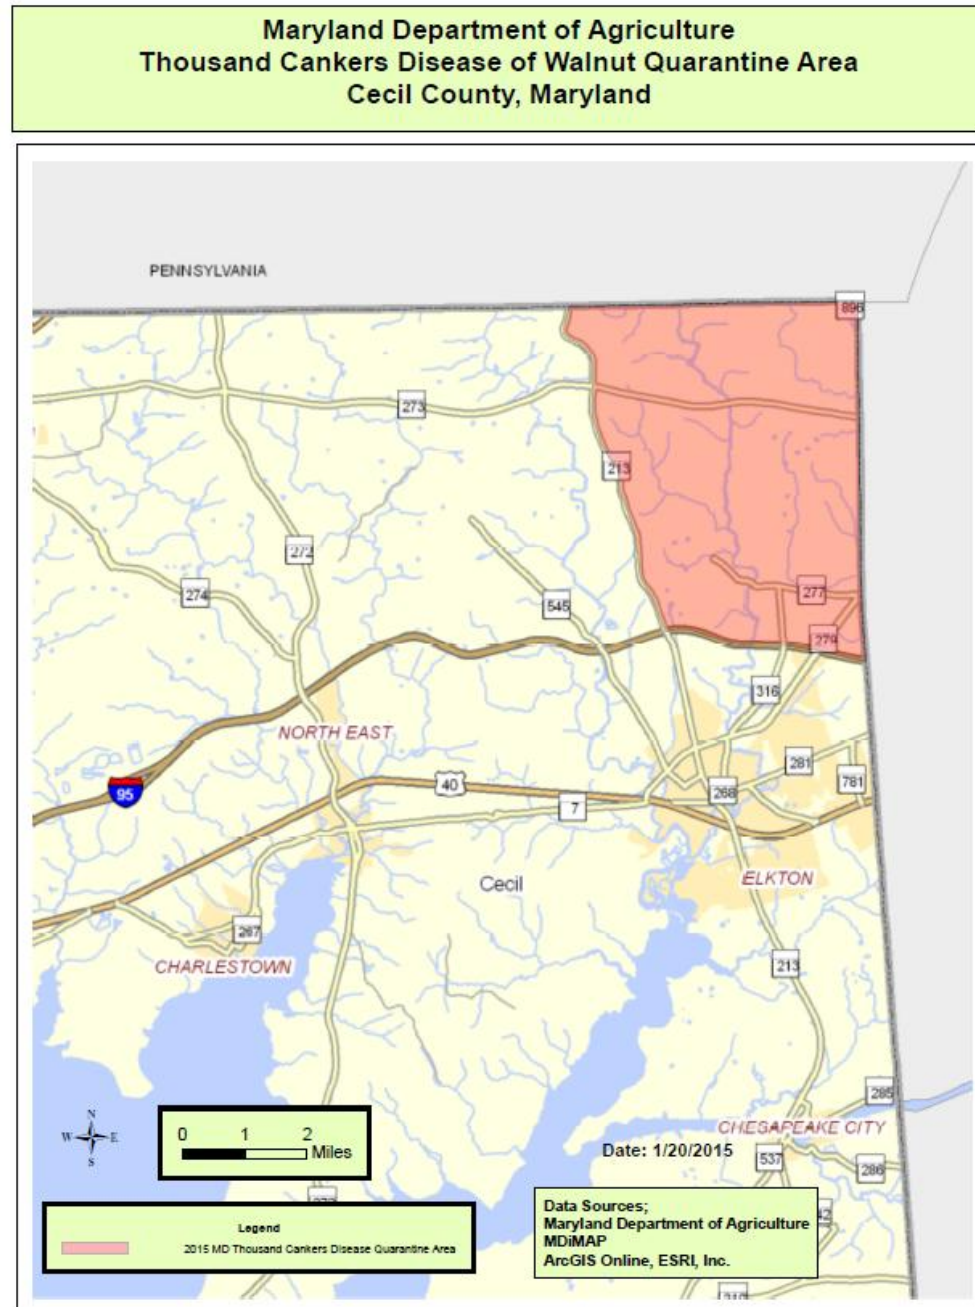 Maryland Department of Agriculture
Thousand Cankers Disease of Walnut Quarantine Area
Cecil County, Maryland
PENNSYLVANIA
896
273
213
272
274
545
277
279
316
NORTH EAST
95
40
7
268
281
781
Cecil
ELKTON
267
CHARLESTOWN
213
285
CHESAPEAKE CITY
537
286
N
W E
S
0 1 2
Miles
Date: 1/20/2015
Legend
2015 MD Thousand Cankers Disease Quarantine Area
Data Sources;
Maryland Department of Agriculture
MDiMAP
ArcGIS Online, ESRI, Inc.